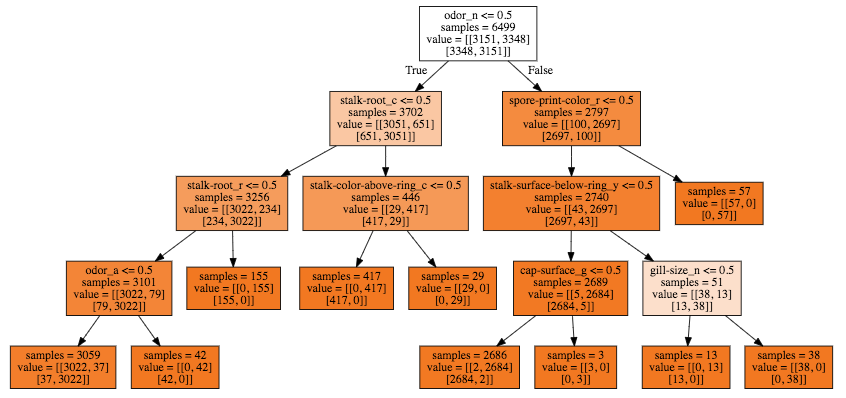 odor_n <= 0.5
samples = 6499
value = [[3151, 3348]
[3348, 3151]]
True
False
stalk-root_c <= 0.5
samples = 3702
value = [[3051, 651]
[651, 3051]]
spore-print-color_r <= 0.5
samples = 2797
value = [[100, 2697]
[2697, 100]]
stalk-root_r <= 0.5
samples = 3256
value = [[3022, 234]
[234, 3022]]
stalk-color-above-ring_c <= 0.5
samples = 446
value = [[29, 417]
[417, 29]]
stalk-surface-below-ring_y <= 0.5
samples = 2740
value = [[43, 2697]
[2697, 43]]
samples = 57
value = [[57, 0]
[0, 57]]
odor_a <= 0.5
samples = 3101
value = [[3022, 79]
[79, 3022]]
samples = 155
value = [[0, 155]
[155, 0]]
samples = 417
value = [[0, 417]
[417, 0]]
samples = 29
value = [[29, 0]
[0, 29]]
cap-surface_g <= 0.5
samples = 2689
value = [[5, 2684]
[2684, 5]]
gill-size_n <= 0.5
samples = 51
value = [[38, 13]
[13, 38]]
samples = 3059
value = [[3022, 37]
[37, 3022]]
samples = 42
value = [[0, 42]
[42, 0]]
samples = 2686
value = [[2, 2684]
[2684, 2]]
samples = 3
value = [[3, 0]
[0, 3]]
samples = 13
value = [[0, 13]
[13, 0]]
samples = 38
value = [[38, 0]
[0, 38]]